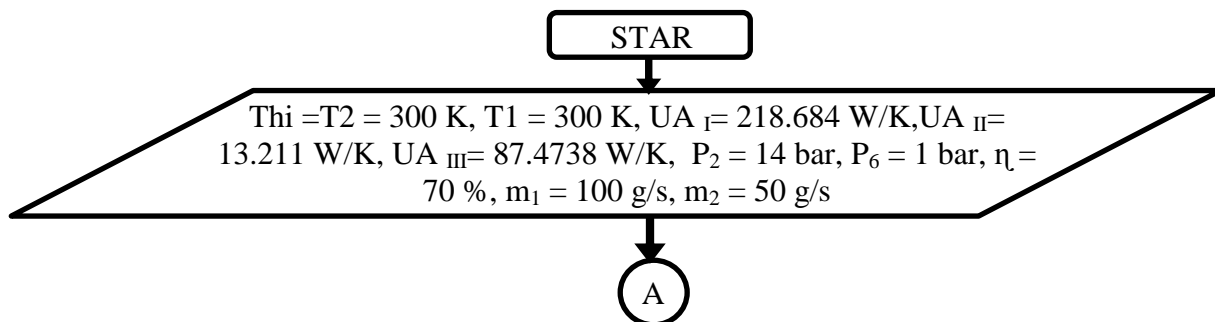 STAR
Thi =T2 = 300 K, T1 = 300 K, UA I= 218.684 W/K,UA II=
13.211 W/K, UA III= 87.4738 W/K, P2 = 14 bar, P6 = 1 bar, η =
70 %, m1 = 100 g/s, m2 = 50 g/s
A